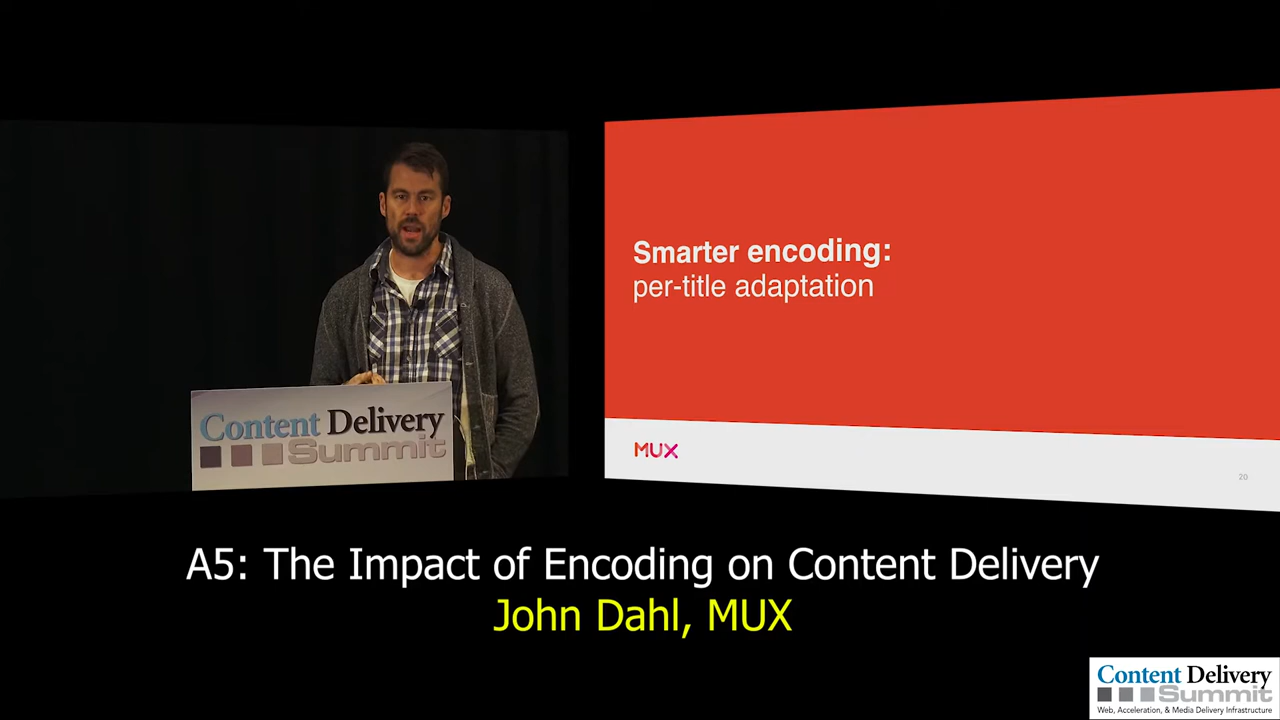 Smarter encoding:
per-title adaptation
MUX
20
Content Delivery
Summit
A5: The Impact of Encoding on Content Delivery
John Dahl, MUX
Content Delivery
Summit
Web, Acceleration, & Media Delivery Infrastructure